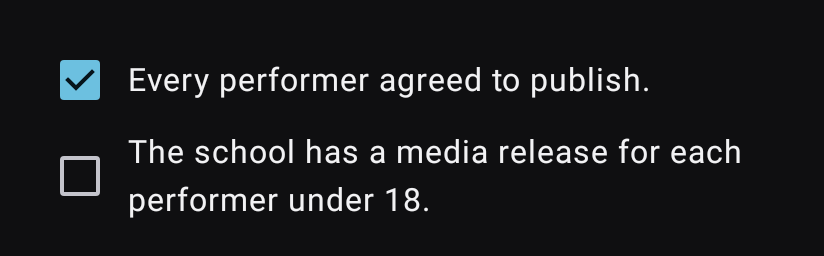 Every performer agreed to publish.
The school has a media release for each
performer under 18.